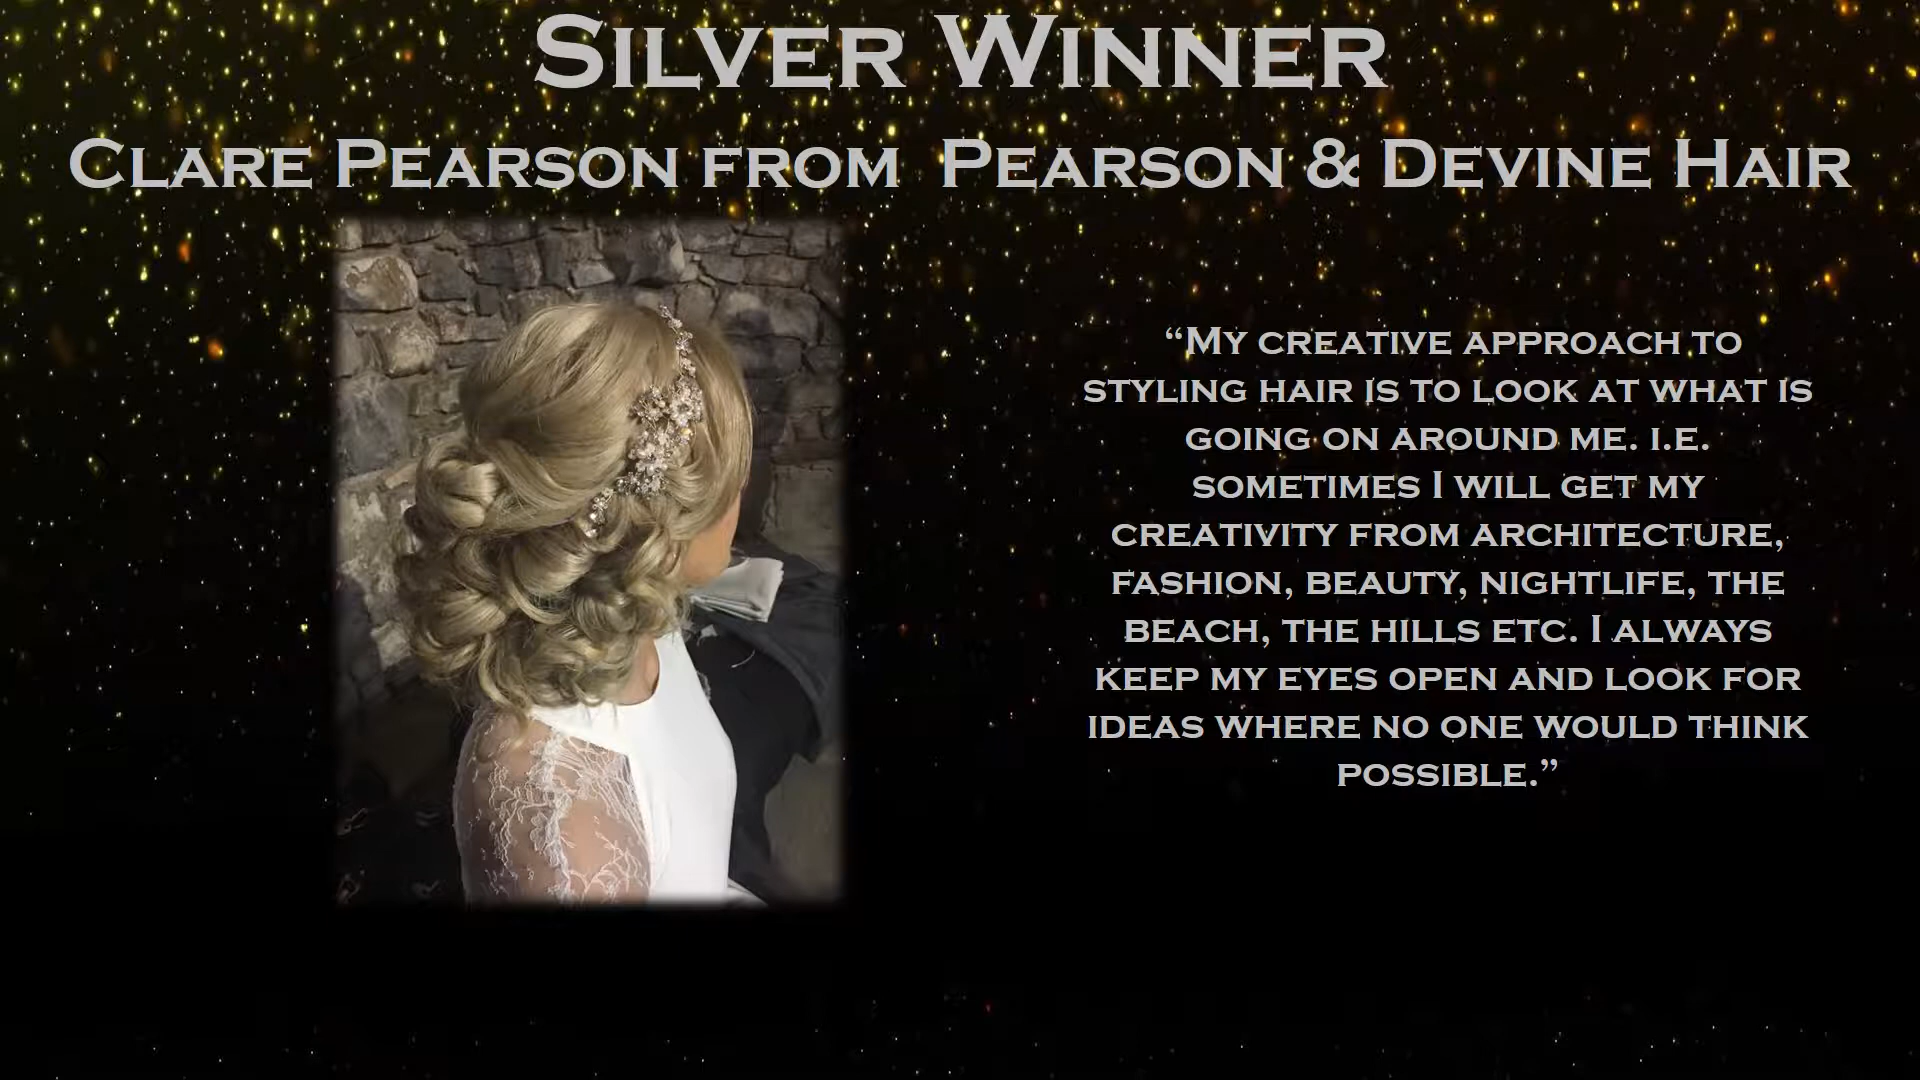 Silver Winner
Clare Pearson from Pearson & Devine Hair
“My creative approach to
styling hair is to look at what is
going on around me. i.e.
sometimes I will get my
creativity from architecture,
fashion, beauty, nightlife, the
beach, the hills etc. I always
keep my eyes open and look for
ideas where no one would think
possible.”